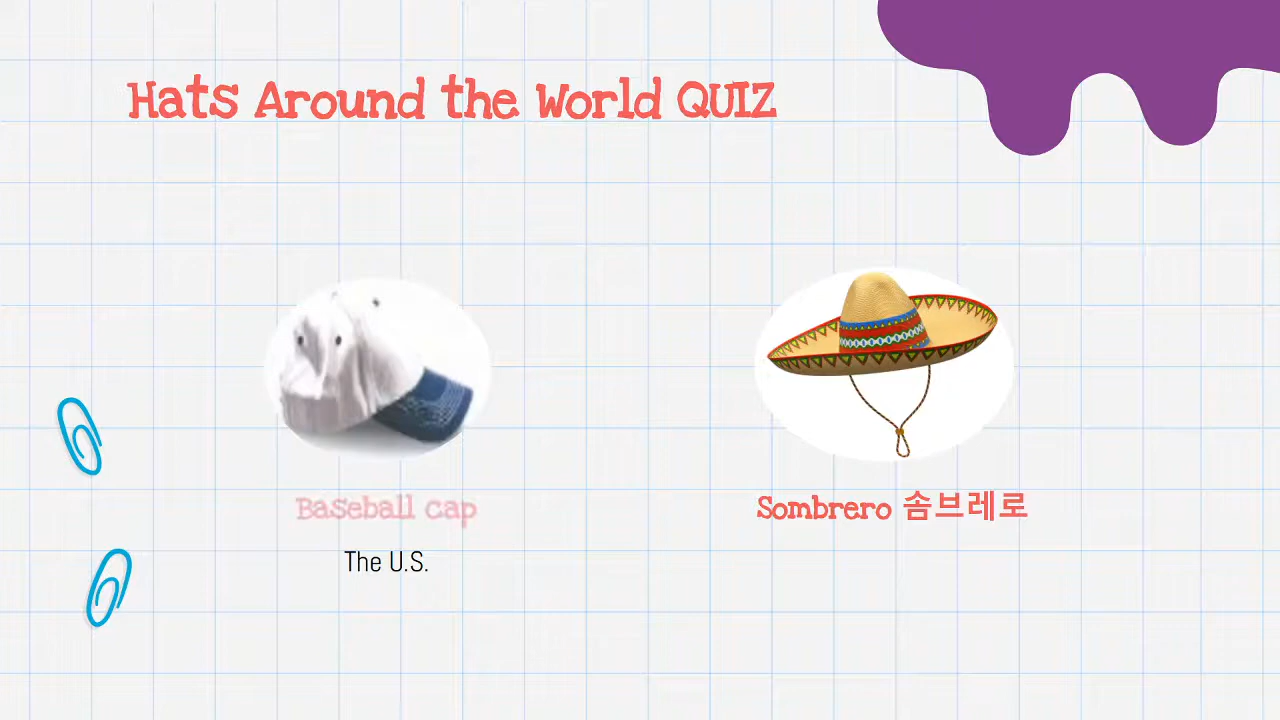 Hats Around the World QUIZ
Baseball cap
Sombrero 솜브레로
The U.S.